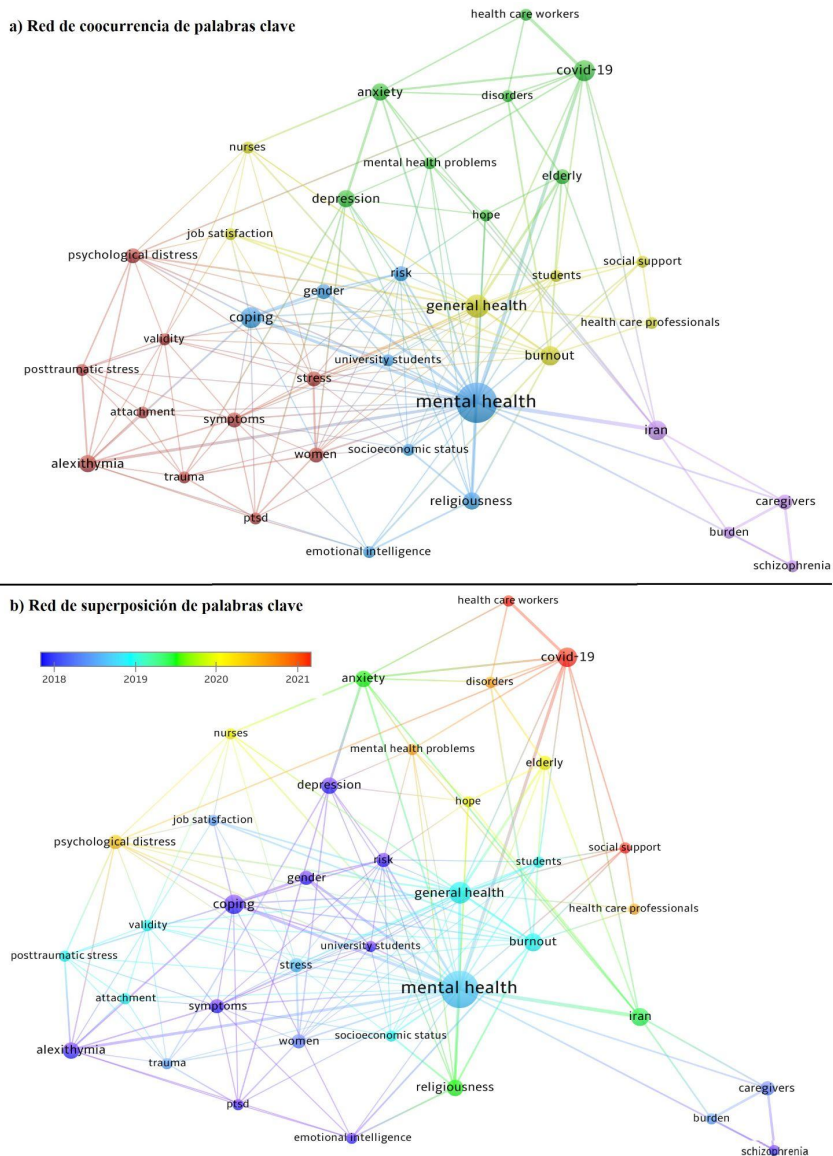 a) Red de coocurrencia de palabras clave
health care workers
covid-19
anxiety
disorders
nurses
mental health problems
elderly
depression
hope
job satisfaction
psychological distress
social support
risk
students
gender
general health
coping
health care professionals
validity
university students
burnout
posttraumatic stress
stress
mental health
attachment
symptoms
iran
women
socioeconomic status
alexithymia
trauma
religiousness
caregivers
ptsd
burden
emotional intelligence
schizophrenia
b) Red de superposición de palabras clave
health care workers
2018 2019 2020 2021
covid-19
anxiety
disorders
nurses
mental health problems
elderly
depression
hope
job satisfaction
psychological distress
social support
risk
students
gender
general health
coping
health care professionals
validity
university students
burnout
posttraumatic stress
stress
mental health
attachment
symptoms
iran
women
socioeconomic status
alexithymia
trauma
religiousness
caregivers
ptsd
burden
emotional intelligence
schizophrenia